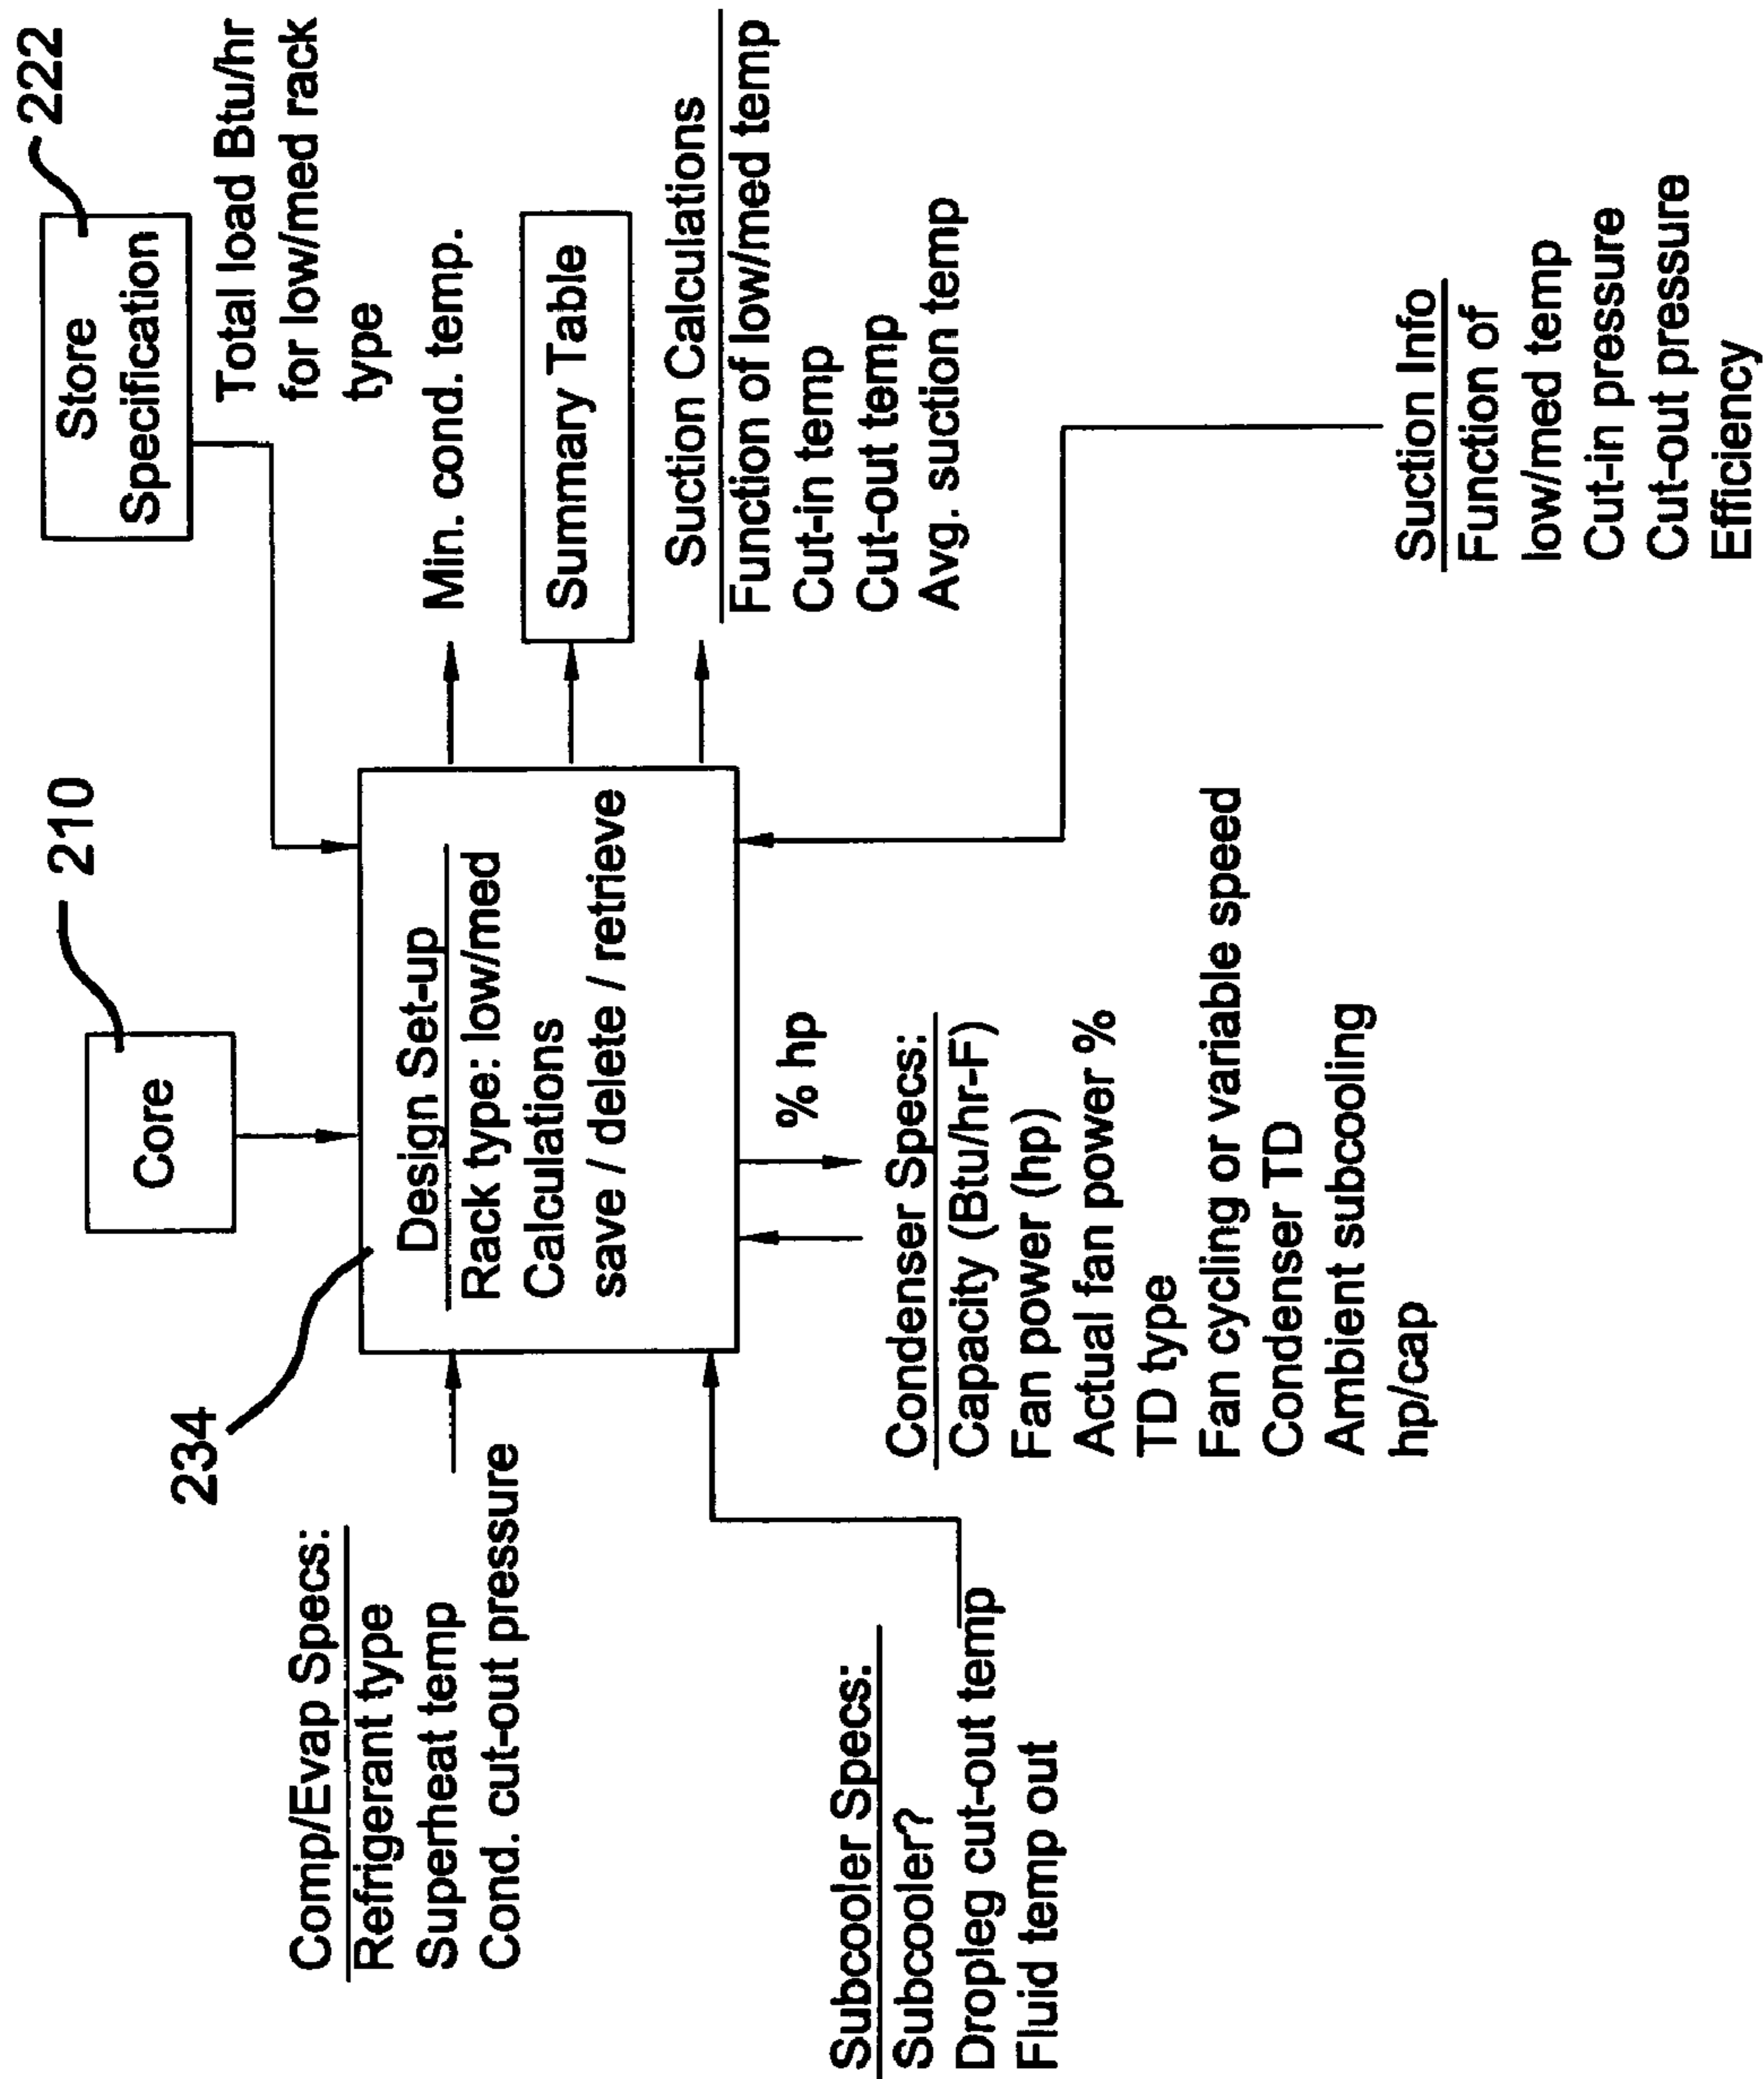 222
Store
Specification
Total load Btu/hr
for low/med rack
type
210
Core
234
Design Set-up
Rack type: low/med
Calculations
save / delete / retrieve
Comp/Evap Specs:
Refrigerant type
Superheat temp
Cond. cut-out pressure
Min. cond. temp.
Summary Table
Suction Calculations
Function of low/med temp
Cut-in temp
Cut-out temp
Avg. suction temp
% hp
Subcooler Specs:
Subcooler?
Dropleg cut-out temp
Fluid temp out
Condenser Specs:
Capacity (Btu/hr-F)
Fan power (hp)
Actual fan power %
TD type
Fan cycling or variable speed
Condenser TD
Ambient subcooling
hp/cap
Suction Info
Function of
low/med temp
Cut-in pressure
Cut-out pressure
Efficiency